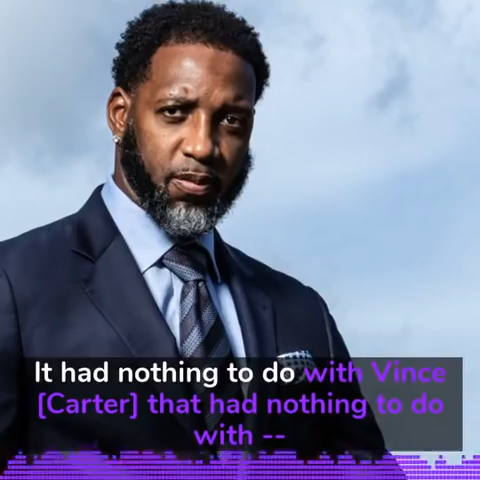 It had nothing to do with Vince
[Carter] that had nothing to do
with --